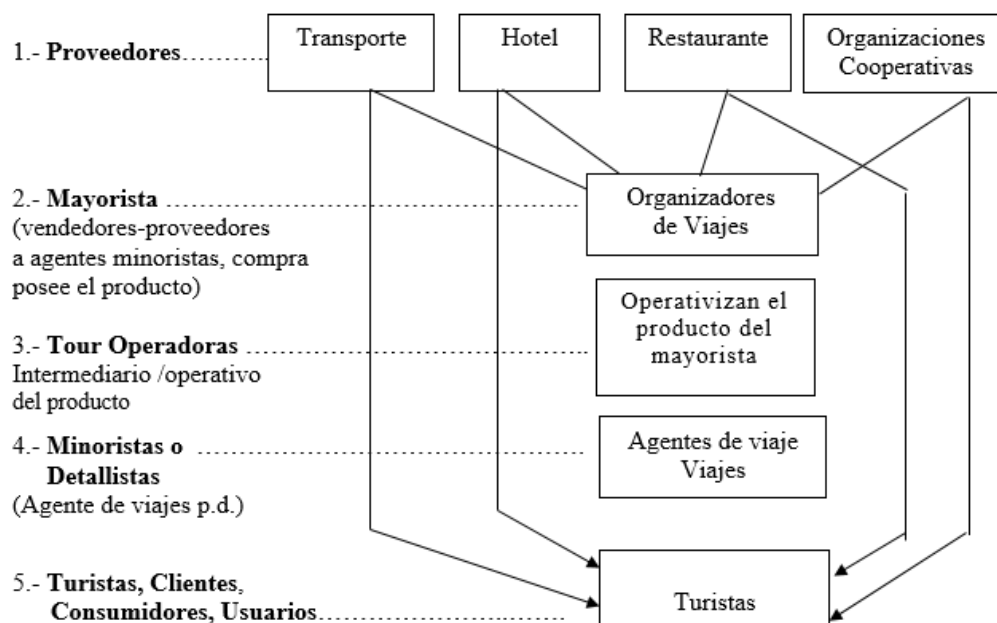 Transporte
Hotel
Restaurante
Organizaciones
Cooperativas
1.- Proveedores……….
2.- Mayorista ……………………………………
(vendedores-proveedores
a agentes minoristas, compra
posee el producto)
Organizadores
de Viajes
Operativizan el
producto del
mayorista
3.- Tour Operadoras ……………………………
Intermediario /operativo
del producto
4.- Minoristas o …………………………………
Detallistas
(Agente de viajes p.d.)
Agentes de viaje
Viajes
5.- Turistas, Clientes,
Consumidores, Usuarios……………………… 
Turistas